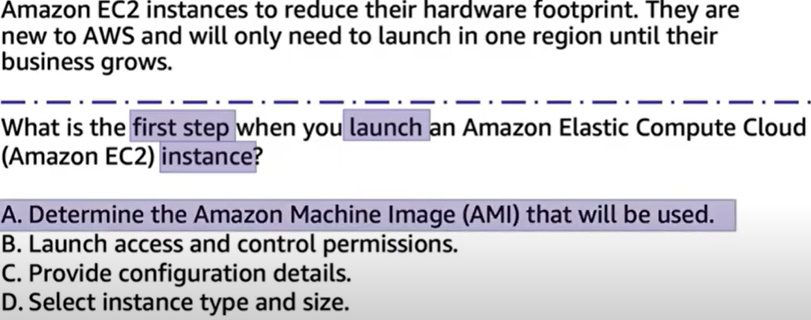 Amazon EC2 instances to reduce their hardware footprint. They are
new to AWS and will only need to launch in one region until their
business grows.
What is the first step when you launch an Amazon Elastic Compute Cloud
(Amazon EC2) instance?
A. Determine the Amazon Machine Image (AMI) that will be used.
B. Launch access and control permissions.
C. Provide configuration details.
D. Select instance type and size.